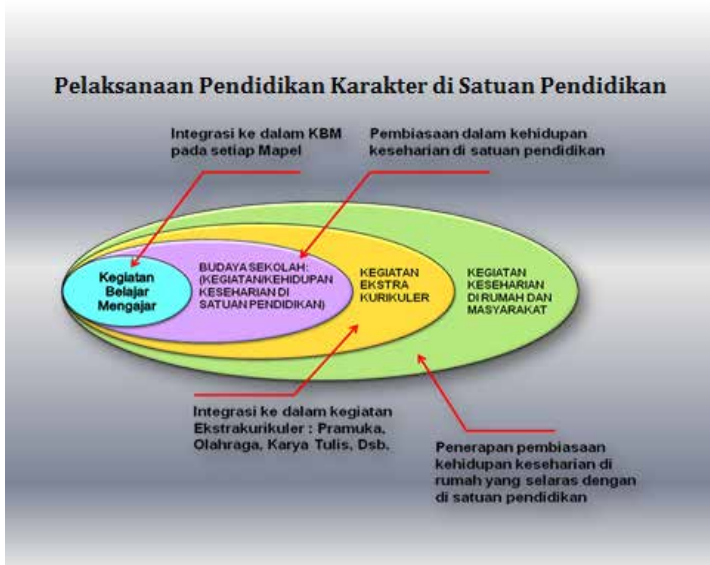 Pelaksanaan Pendidikan Karakter di Satuan Pendidikan
Integrasi ke dalam KBM
pada setiap Mapel
Pembiasaan dalam kehidupan
keseharian di satuan pendidikan
Kegiatan
Belajar
Mengajar
BUDAYA SEKOLAH:
(KEGIATAN/KEHIDUPAN
KESEHARIAN DI
SATUAN PENDIDIKAN)
KEGIATAN
EKSTRA
KURIKULER
KEGIATAN
KESEHARIAN
DI RUMAH DAN
MASYARAKAT
Integrasi ke dalam kegiatan
Ekstrakurikuler : Pramuka,
Olahraga, Karya Tulis, Dsb.
Penerapan pembiasaan
kehidupan keseharian di
rumah yang selaras dengan
di satuan pendidikan